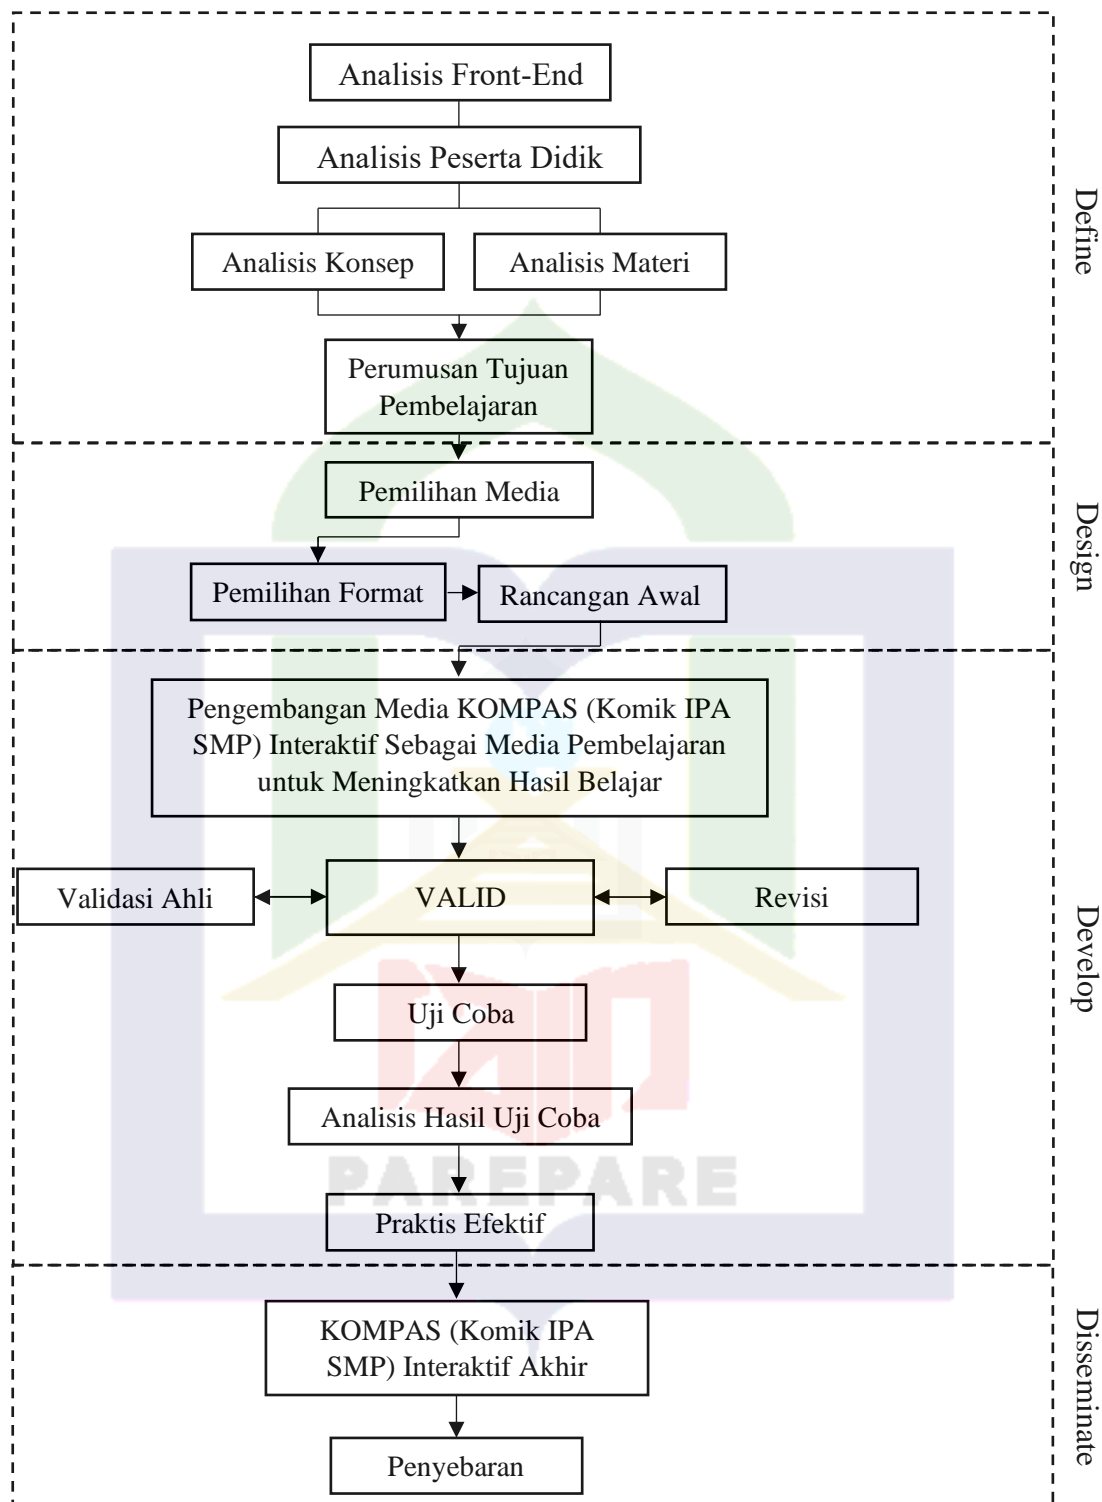 Analisis Front-End
Analisis Peserta Didik
Analisis Konsep
Analisis Materi
Perumusan Tujuan
Pembelajaran
Define
Pemilihan Media
Pemilihan Format
Rancangan Awal
Design
Pengembangan Media KOMPAS (Komik IPA
SMP) Interaktif Sebagai Media Pembelajaran
untuk Meningkatkan Hasil Belajar
Validasi Ahli
VALID
Revisi
Uji Coba
Analisis Hasil Uji Coba
PAREPARE
Praktis Efektif
Develop
KOMPAS (Komik IPA
SMP) Interaktif Akhir
Penyebaran
Disseminate